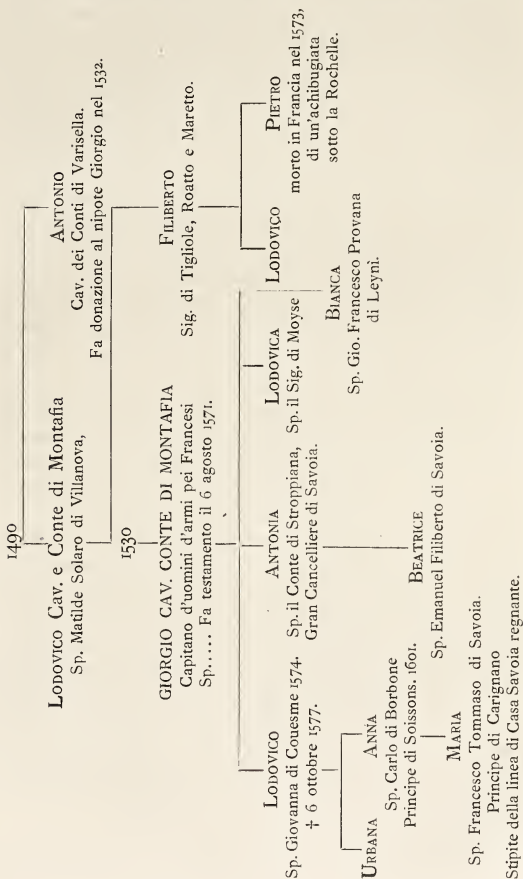 1490
LODOVICO Cav. e Conte di Montafia
Sp. Matilde Solaro di Villanova,
ANTONIO
Cav. dei Conti di Varisella.
Fa donazione al nipote Giorgio nel 1532.
1530
GIORGIO CAV. CONTE DI MONTAFIA
Capitano d'uomini d'armi pei Francesi
Sp..... Fa testamento il 6 agosto 1571.
FILIBERTO
Sig. di Tigliole, Roatto e Maretto.
LODOVICO
Sp. Giovanna di Couesme 1574.
† 6 ottobre 1577.
ANTONIA
Sp. il Conte di Stroppiana,
Gran Cancelliere di Savoia.
LODOVICA
Sp. il Sig. di Moyse
BIANCA
Sp. Gio. Francesco Provana
di Leynì.
LODOVICO
PIETRO
morto in Francia nel 1573,
di un'achibugiata
sotto la Rochelle.
URBANA
ANNA
Sp. Carlo di Borbone
Principe di Soissons. 1601.
BEATRICE
Sp. Emanuel Filiberto di Savoia.
MARIA
Sp. Francesco Tommaso di Savoia.
Principe di Carignano
Stipite della linea di Casa Savoia regnante.